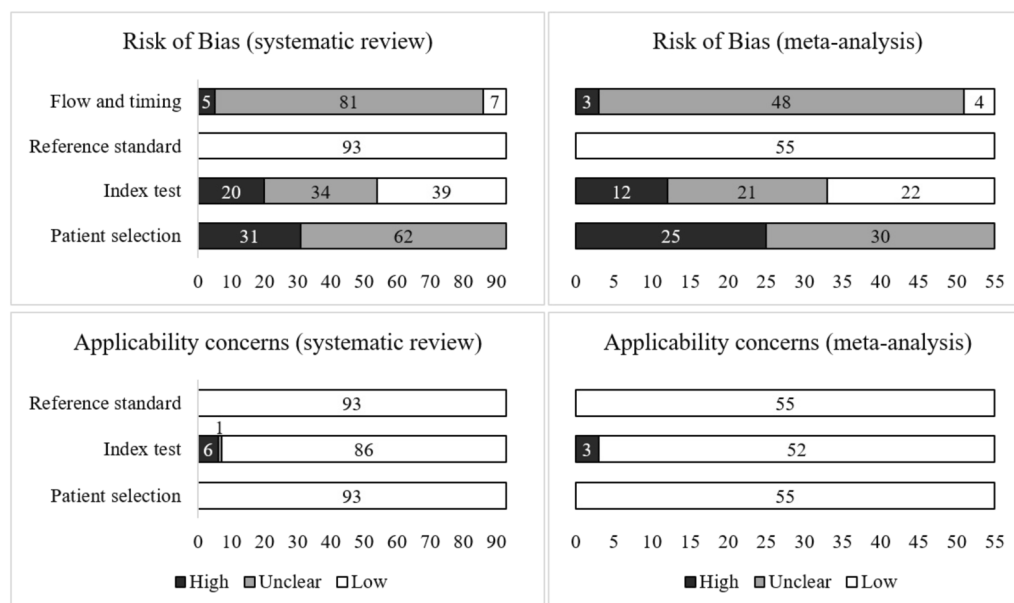 Risk of Bias (systematic review)
Flow and timing 5 81 7
Reference standard 93
Index test 20 34 39
Patient selection 31 62
0 10 20 30 40 50 60 70 80 90
Risk of Bias (meta-analysis)
3 48 4
55
12 21 22
25 30
0 5 10 15 20 25 30 35 40 45 50 55
Applicability concerns (systematic review)
Reference standard 93
1
Index test 6 86
Patient selection 93
0 10 20 30 40 50 60 70 80 90
High Unclear Low
Applicability concerns (meta-analysis)
55
3 52
55
0 5 10 15 20 25 30 35 40 45 50 55
High Unclear Low